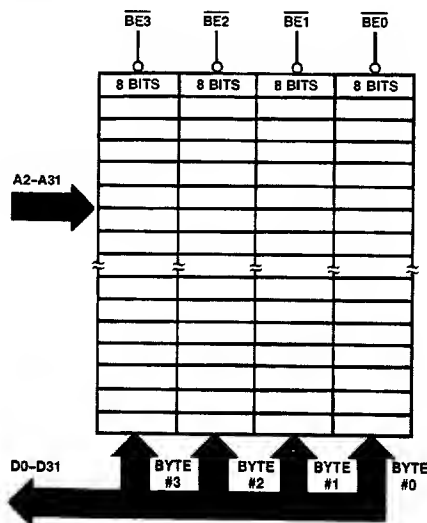 BE3 BE2 BE1 BE0
8 BITS 8 BITS 8 BITS 8 BITS
A2–A31
D0–D31
BYTE #3
BYTE #2
BYTE #1
BYTE #0